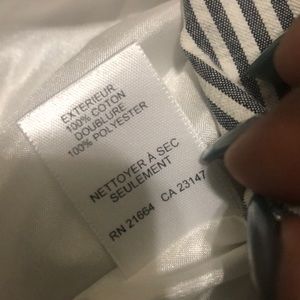 EXTERIEUR
100% COTON
DOUBLURE
100% POLYESTER
NETTOYER À SEC
SEULEMENT
RN 21664 CA 23147